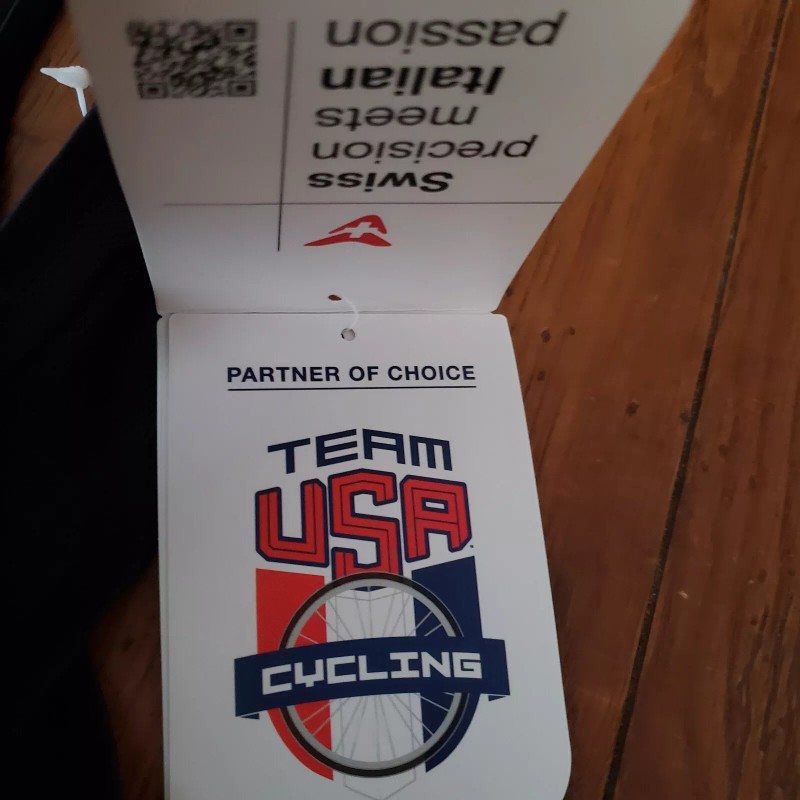 Swiss
precision
meets
Italian
passion
PARTNER OF CHOICE
TEAM
USA
CYCLING